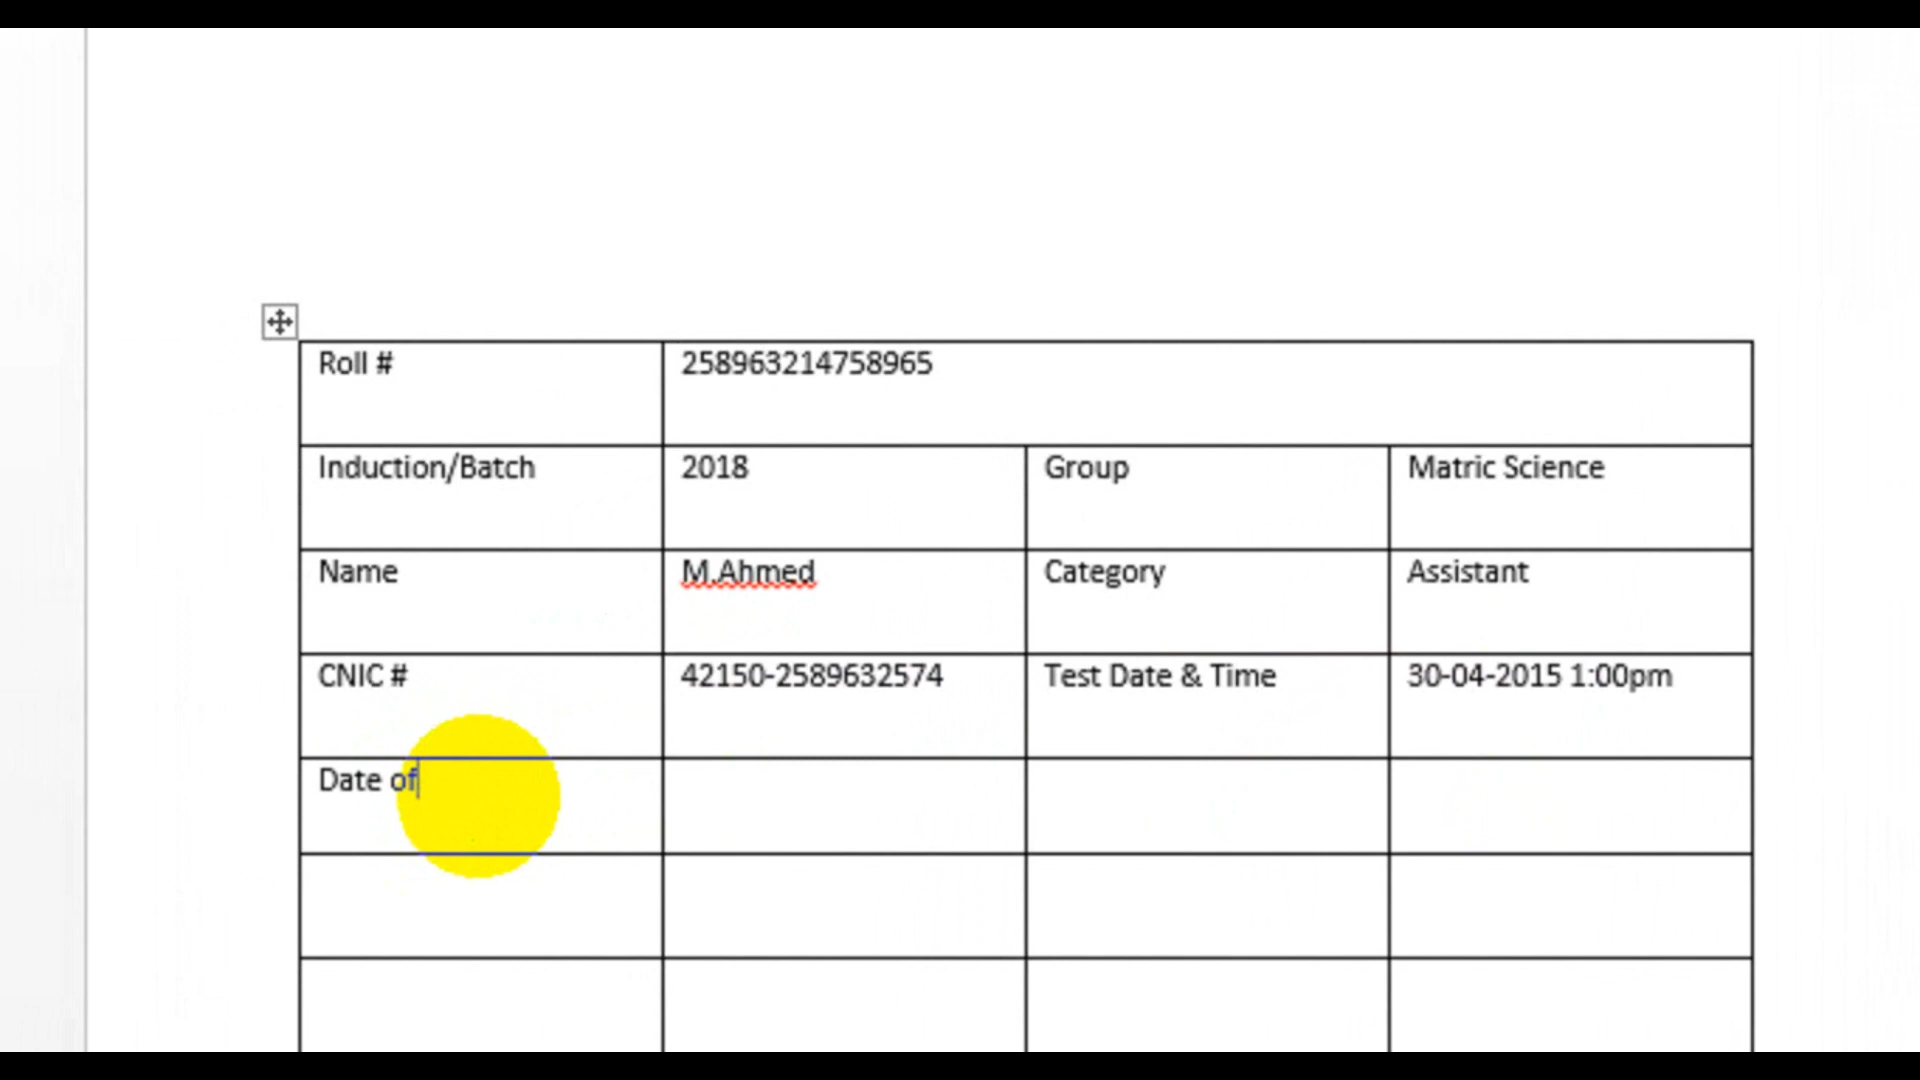 Roll # 258963214758965
Induction/Batch 2018 Group Matric Science
Name M.Ahmed Category Assistant
CNIC # 42150-2589632574 Test Date & Time 30-04-2015 1:00pm
Date of